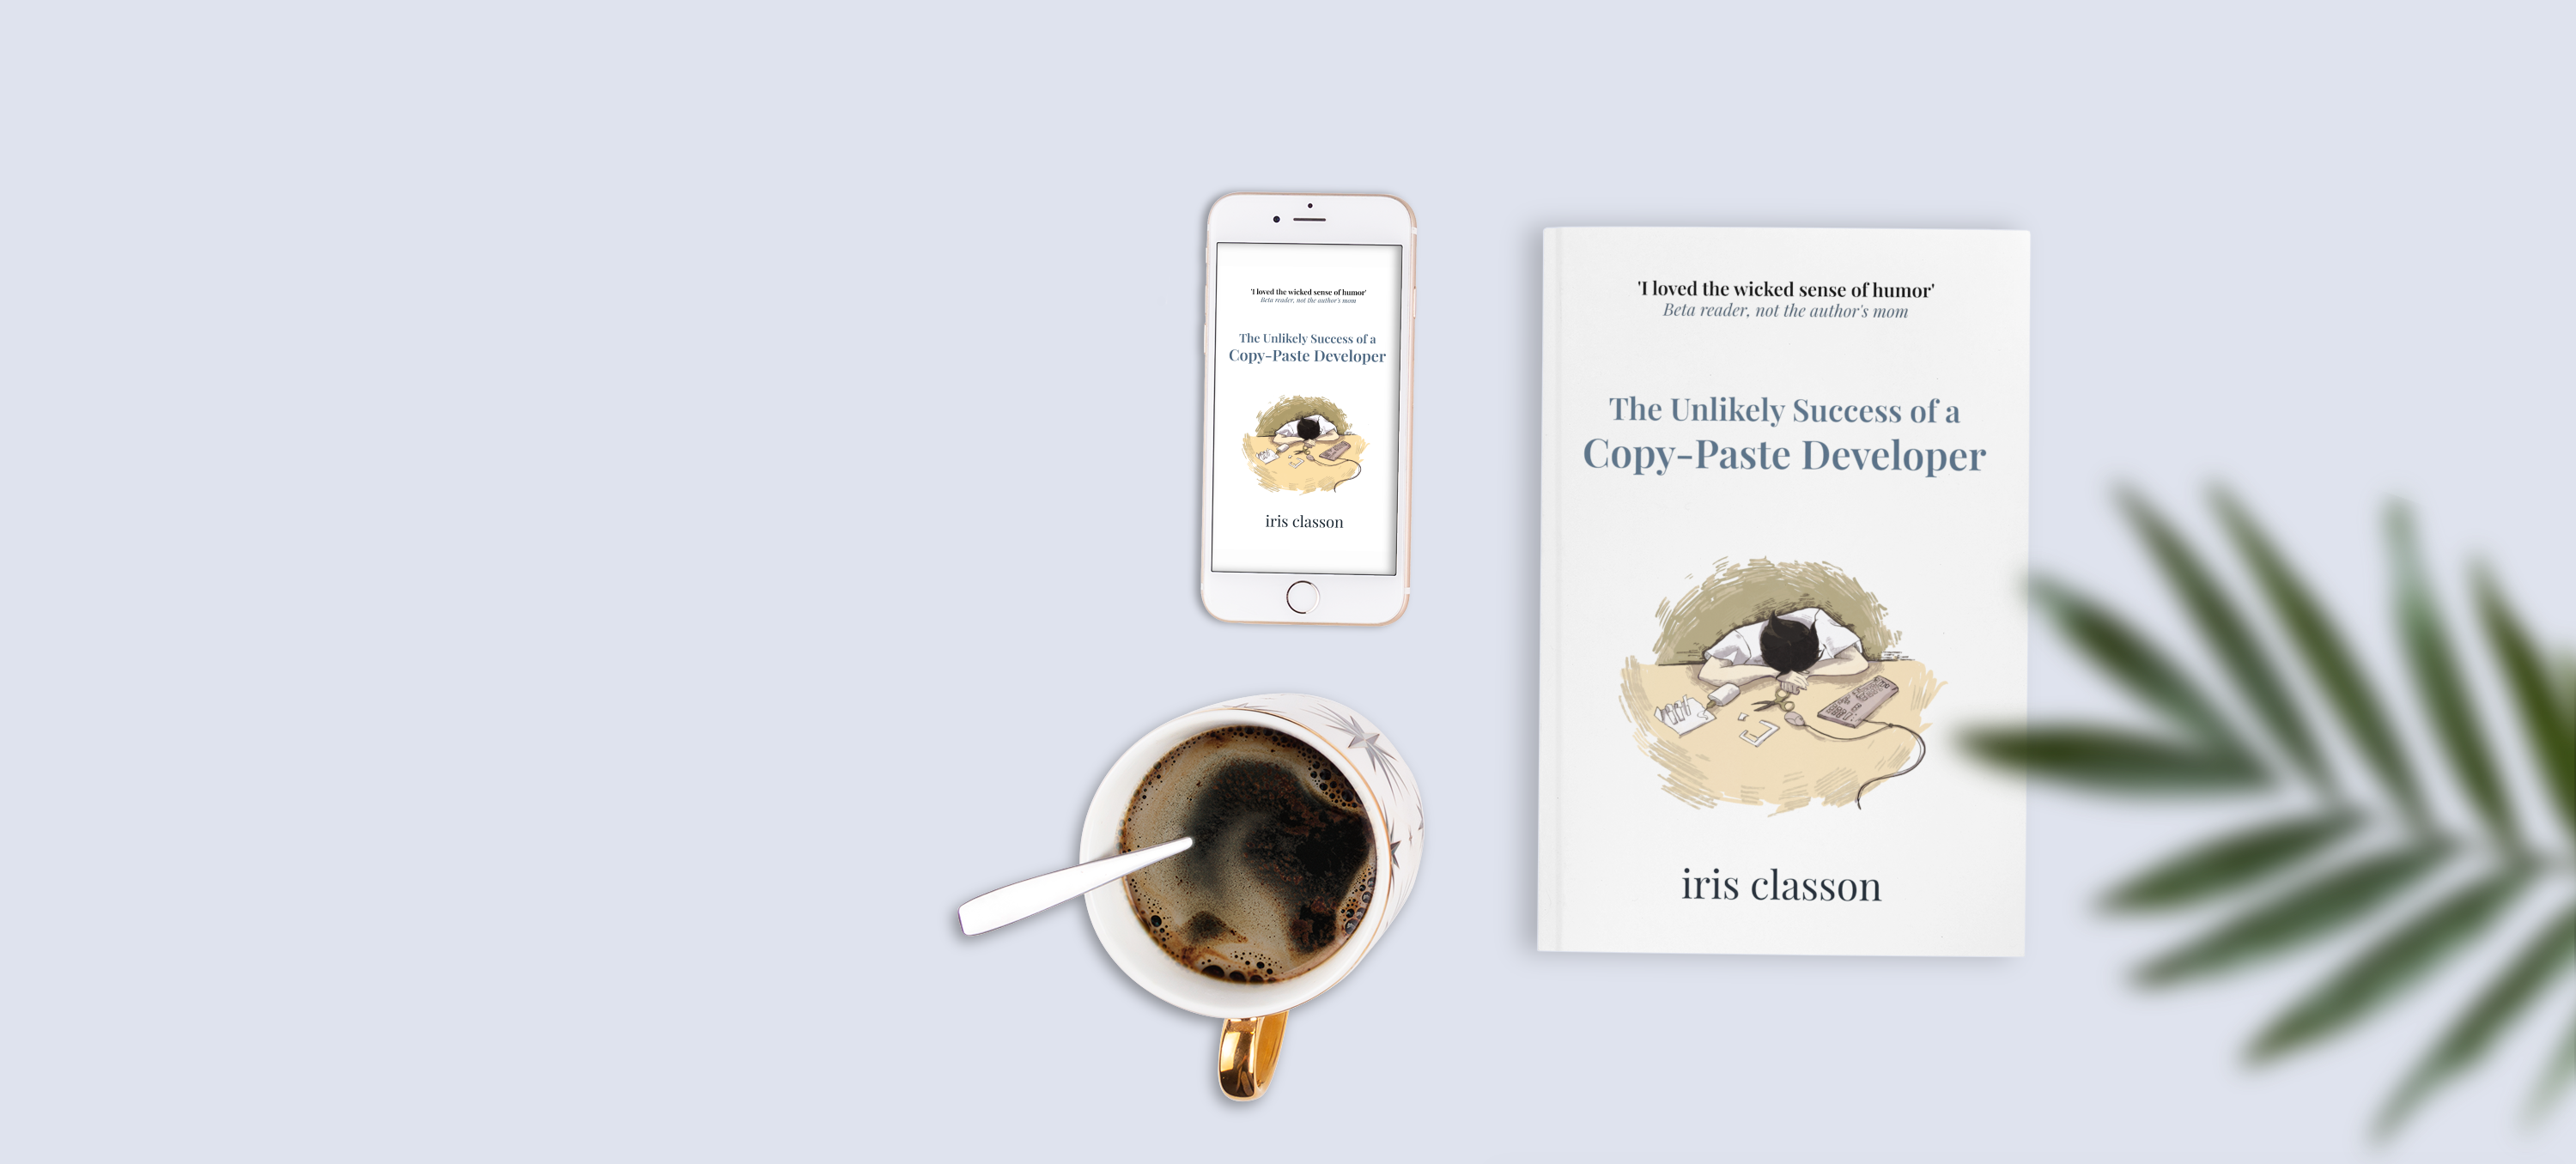 'I loved the wicked sense of humor'
Beta reader, not the author's mom
The Unlikely Success of a
Copy-Paste Developer
iris classon
'I loved the wicked sense of humor'
Beta reader, not the author's mom
The Unlikely Success of a
Copy-Paste Developer
iris classon